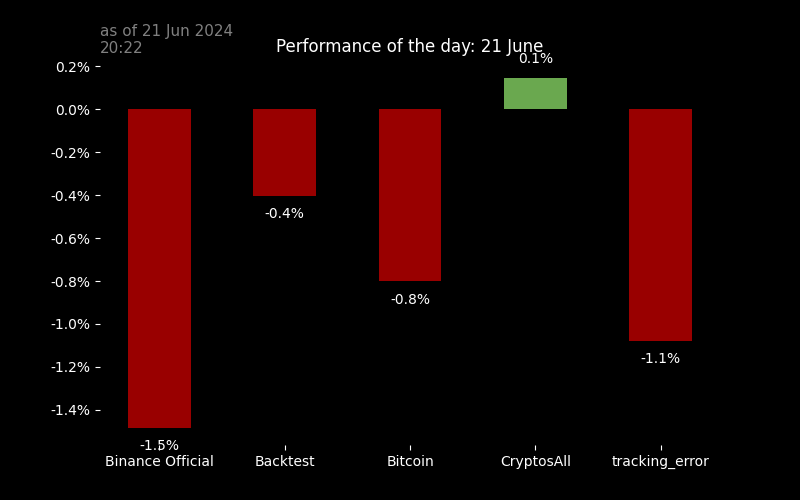 as of 21 Jun 2024
20:22
Performance of the day: 21 June
0.2%
0.0%
-0.2%
-0.4%
-0.6%
-0.8%
-1.0%
-1.2%
-1.4%
-1.5%
-0.4%
-0.8%
0.1%
-1.1%
Binance Official
Backtest
Bitcoin
CryptosAll
tracking_error